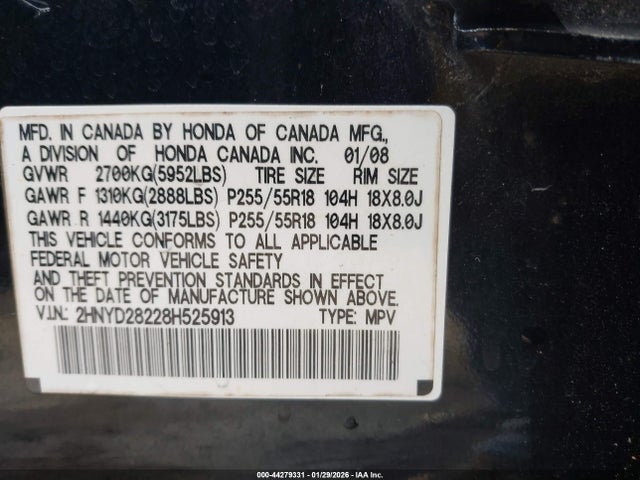 MFD. IN CANADA BY HONDA OF CANADA MFG.,
A DIVISION OF HONDA CANADA INC. 01/08
GVWR 2700KG(5952LBS) TIRE SIZE RIM SIZE
GAWR F 1310KG(2888LBS) P255/55R18 104H 18X8.0J
GAWR R 1440KG(3175LBS) P255/55R18 104H 18X8.0J
THIS VEHICLE CONFORMS TO ALL APPLICABLE
FEDERAL MOTOR VEHICLE SAFETY
AND THEFT PREVENTION STANDARDS IN EFFECT
ON THE DATE OF MANUFACTURE SHOWN ABOVE.
V.I.N.: 2HNYD28228H525913 TYPE: MPV
000-44279331 - 01/29/2026 - IAA Inc.